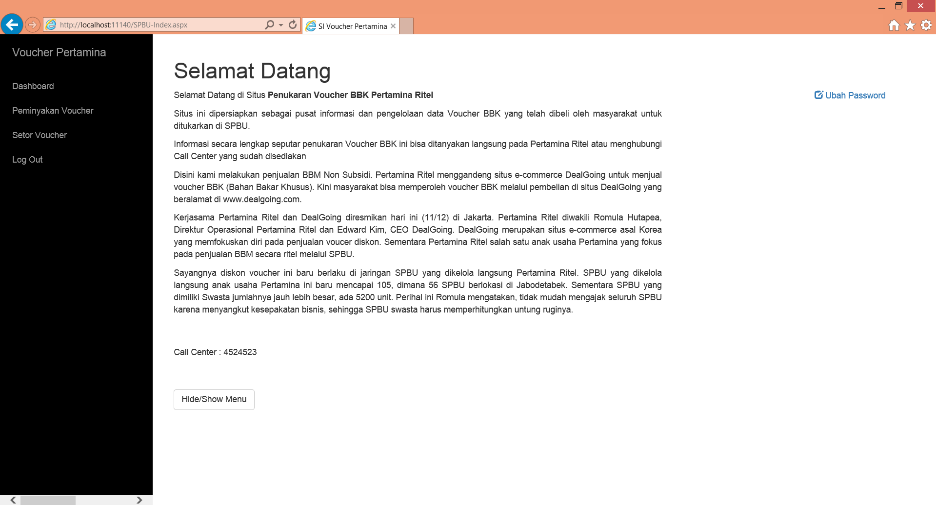 http://localhost:11140/SPBU-Index.aspx
SI Voucher Pertamina
Voucher Pertamina
Dashboard
Peminyakan Voucher
Setor Voucher
Log Out
Selamat Datang
Selamat Datang di Situs Penukaran Voucher BBK Pertamina Ritel
Ubah Password
Situs ini dipersiapkan sebagai pusat informasi dan pengelolaan data Voucher BBK yang telah dibeli oleh masyarakat untuk
ditukarkan di SPBU.
Informasi secara lengkap seputar penukaran Voucher BBK ini bisa ditanyakan langsung pada Pertamina Ritel atau menghubungi
Call Center yang sudah disediakan
Disini kami melakukan penjualan BBM Non Subsidi. Pertamina Ritel menggandeng situs e-commerce DealGoing untuk menjual
voucher BBK (Bahan Bakar Khusus). Kini masyarakat bisa memperoleh voucher BBK melalui pembelian di situs DealGoing yang
beralamat di www.dealgoing.com.
Kerjasama Pertamina Ritel dan DealGoing diresmikan hari ini (11/12) di Jakarta. Pertamina Ritel diwakili Romula Hutapea,
Direktur Operasional Pertamina Ritel dan Edward Kim, CEO DealGoing. DealGoing merupakan situs e-commerce asal Korea
yang memfokuskan diri pada penjualan voucer diskon. Sementara Pertamina Ritel salah satu anak usaha Pertamina yang fokus
pada penjualan BBM secara ritel melalui SPBU.
Sayangnya diskon voucher ini baru berlaku di jaringan SPBU yang dikelola langsung Pertamina Ritel. SPBU yang dikelola
langsung anak usaha Pertamina ini baru mencapai 105, dimana 56 SPBU berlokasi di Jabodetabek. Sementara SPBU yang
dimiliki Swasta jumlahnya jauh lebih besar, ada 5200 unit. Perihal ini Romula mengatakan, tidak mudah mengajak seluruh SPBU
karena menyangkut kesepakatan bisnis, sehingga SPBU swasta harus memperhitungkan untung ruginya.
Call Center : 4524523
Hide/Show Menu